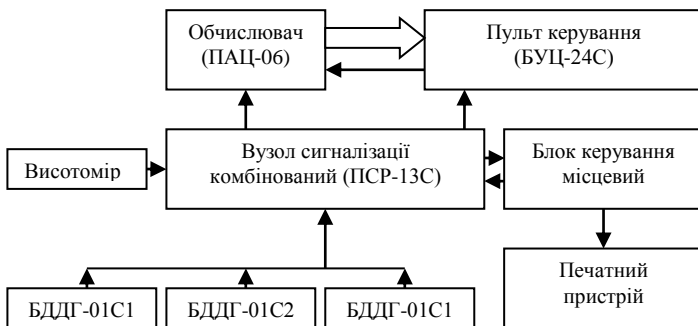 Обчислювач
(ПАЦ-06)
Пульт керування
(БУЦ-24С)
Висотомір
Вузол сигналізації
комбінований (ПСР-13С)
Блок керування
місцевий
Печатний
пристрій
БДДГ-01С1
БДДГ-01С2
БДДГ-01С1